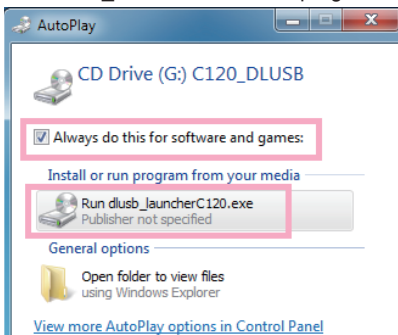 AutoPlay
CD Drive (G:) C120_DLUSB
Always do this for software and games:
Install or run program from your media
Run dlusb_launcherC120.exe
Publisher not specified
General options
Open folder to view files
using Windows Explorer
View more AutoPlay options in Control Panel